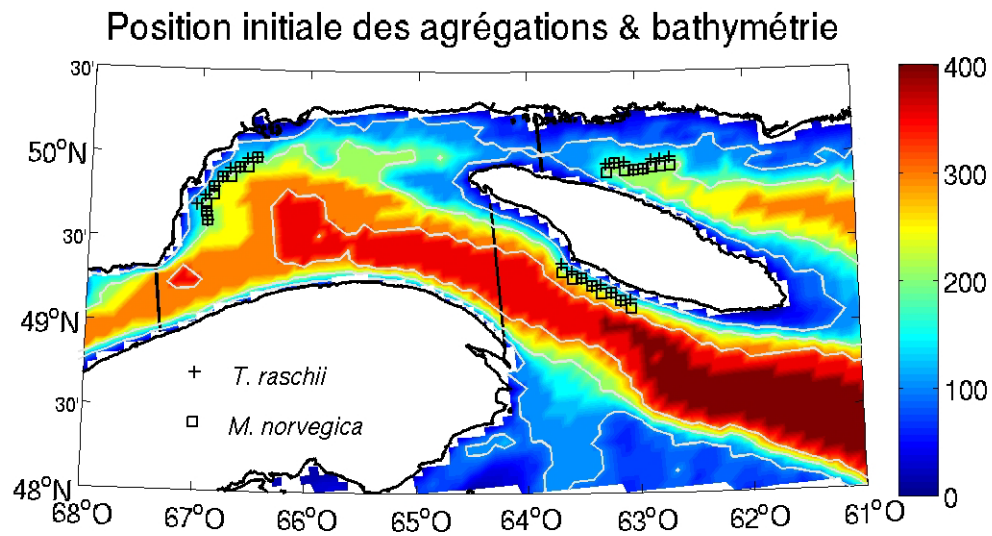 Position initiale des agrégations & bathymétrie
30'
50°N
30'
49°N
30'
48°N
68°O 67°O 66°O 65°O 64°O 63°O 62°O 61°O
T. raschii
M. norvegica
400
300
200
100
0